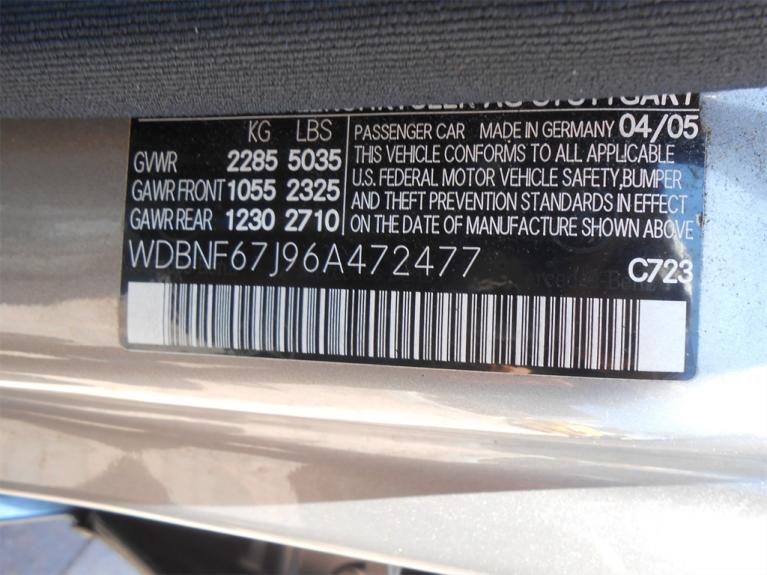 AG STUTTGART
KG LBS
GVWR 2285 5035
GAWR FRONT 1055 2325
GAWR REAR 1230 2710
PASSENGER CAR MADE IN GERMANY 04/05
THIS VEHICLE CONFORMS TO ALL APPLICABLE
U.S. FEDERAL MOTOR VEHICLE SAFETY,BUMPER
AND THEFT PREVENTION STANDARDS IN EFFECT
ON THE DATE OF MANUFACTURE SHOWN ABOVE
WDBNF67J96A472477
C723